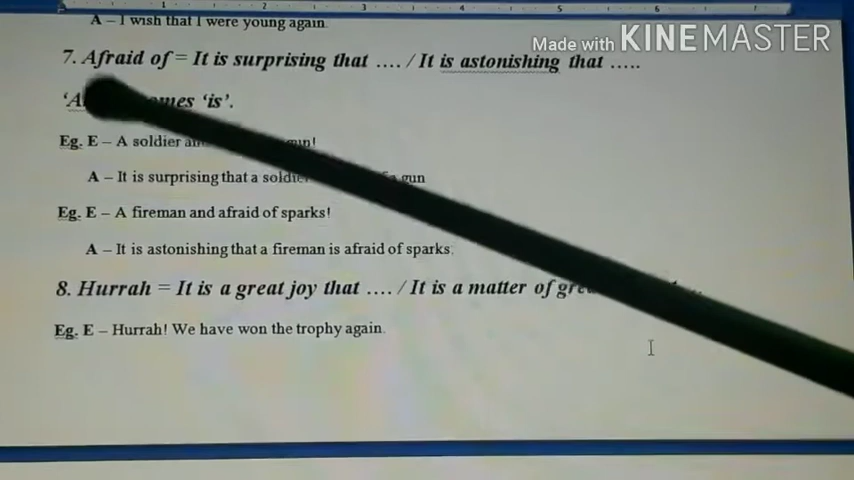 A – I wish that I were young again
Made with KINEMASTER
7. Afraid of = It is surprising that .... / It is astonishing that .....
‘A ‘is’.
Eg. E – A soldier
A – It is surprising that a gun
Eg. E – A fireman and afraid of sparks!
A – It is astonishing that a fireman is afraid of sparks.
8. Hurrah = It is a great joy that .... / It is a matter of
Eg. E – Hurrah! We have won the trophy again.